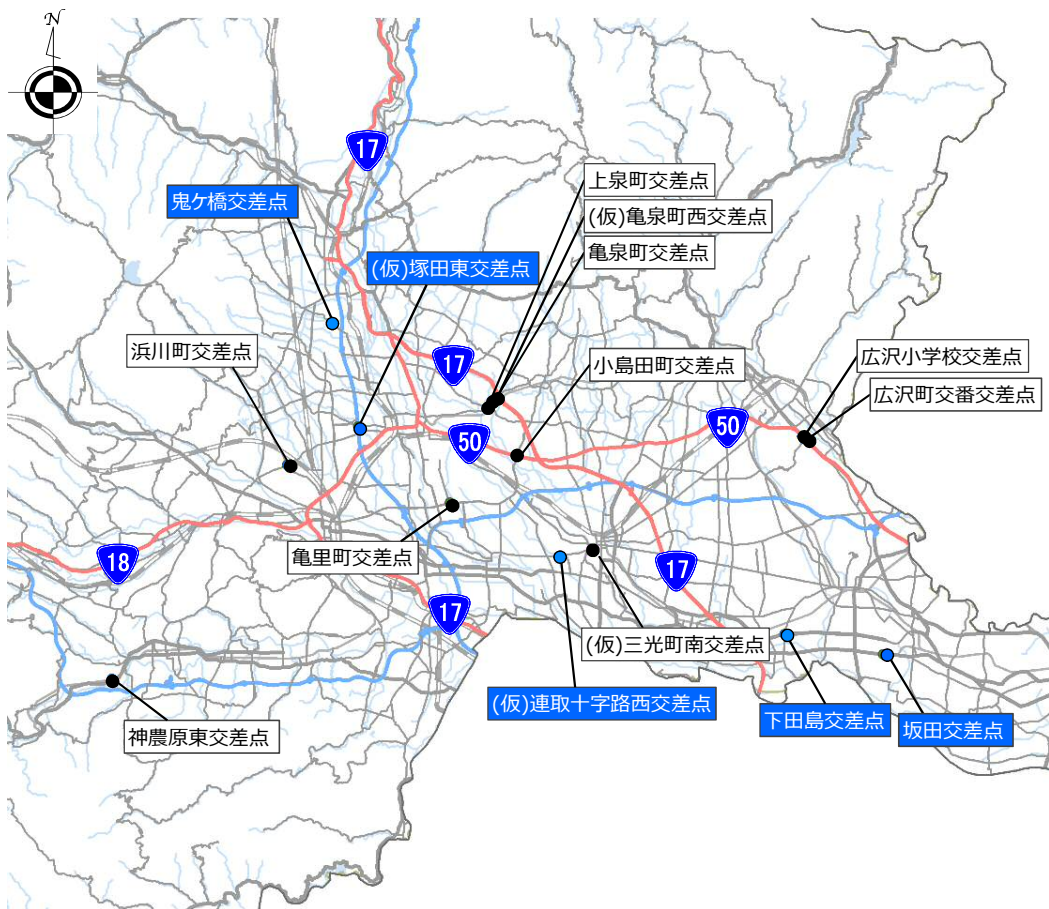 N
17
上泉町交差点
鬼ケ橋交差点
(仮)亀泉町西交差点
亀泉町交差点
(仮)塚田東交差点
浜川町交差点
17
小島田町交差点
広沢小学校交差点
広沢町交番交差点
50
50
亀里町交差点
18
17
17
(仮)三光町南交差点
(仮)連取十字路西交差点
下田島交差点
坂田交差点
神農原東交差点